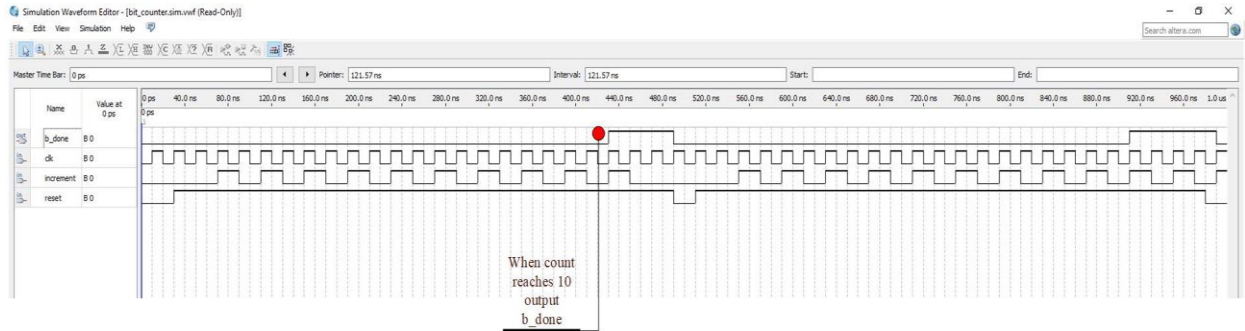 Simulation Waveform Editor - [bit_counter.sim.vwf (Read-Only)]
File Edit View Simulation Help
Search altera.com
Master Time Bar: 0 ps
Pointer: 121.57 ns
Interval: 121.57 ns
Start:
End:
Name
Value at
0 ps
0 ps 40.0 ns 80.0 ns 120.0 ns 160.0 ns 200.0 ns 240.0 ns 280.0 ns 320.0 ns 360.0 ns 400.0 ns 440.0 ns 480.0 ns 520.0 ns 560.0 ns 600.0 ns 640.0 ns 680.0 ns 720.0 ns 760.0 ns 800.0 ns 840.0 ns 880.0 ns 920.0 ns 960.0 ns 1.0 us
0 ps
b_done B 0
clk B 0
increment B 0
reset B 0
When count
reaches 10
output
b_done